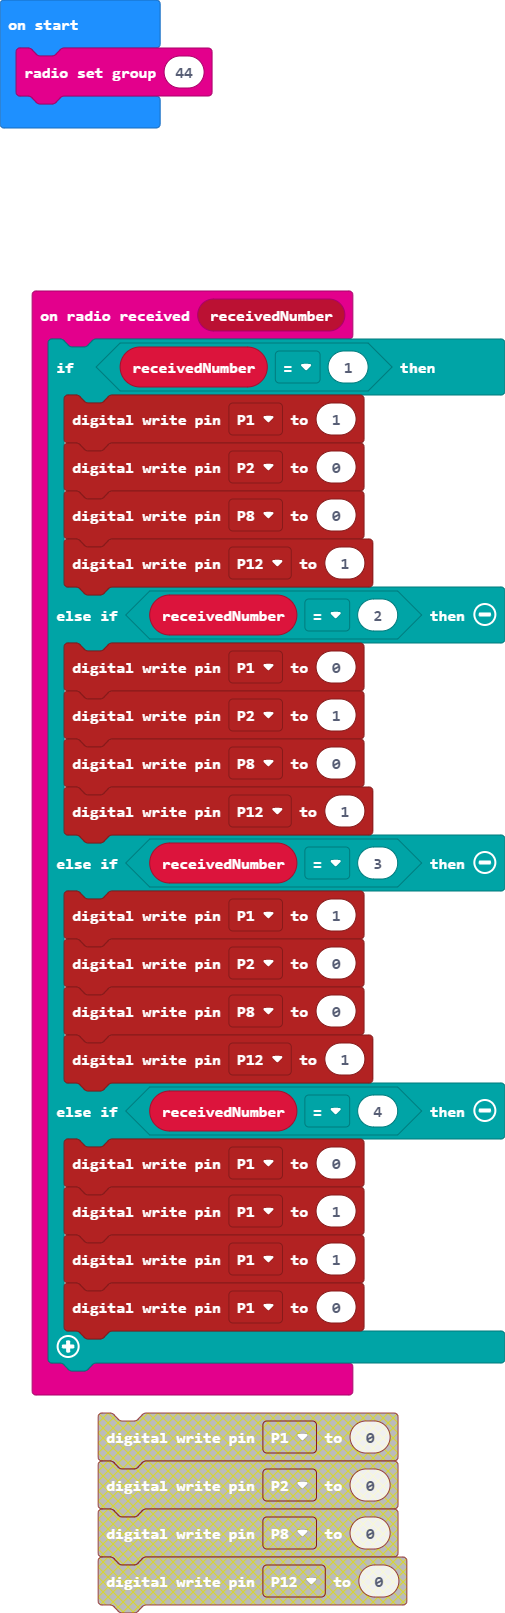 on start
radio set group 44
on radio received receivedNumber
if receivedNumber = 1 then
digital write pin P1 to 1
digital write pin P2 to 0
digital write pin P8 to 0
digital write pin P12 to 1
else if receivedNumber = 2 then
digital write pin P1 to 0
digital write pin P2 to 1
digital write pin P8 to 0
digital write pin P12 to 1
else if receivedNumber = 3 then
digital write pin P1 to 1
digital write pin P2 to 0
digital write pin P8 to 0
digital write pin P12 to 1
else if receivedNumber = 4 then
digital write pin P1 to 0
digital write pin P1 to 1
digital write pin P1 to 1
digital write pin P1 to 0
digital write pin P1 to 0
digital write pin P2 to 0
digital write pin P8 to 0
digital write pin P12 to 0